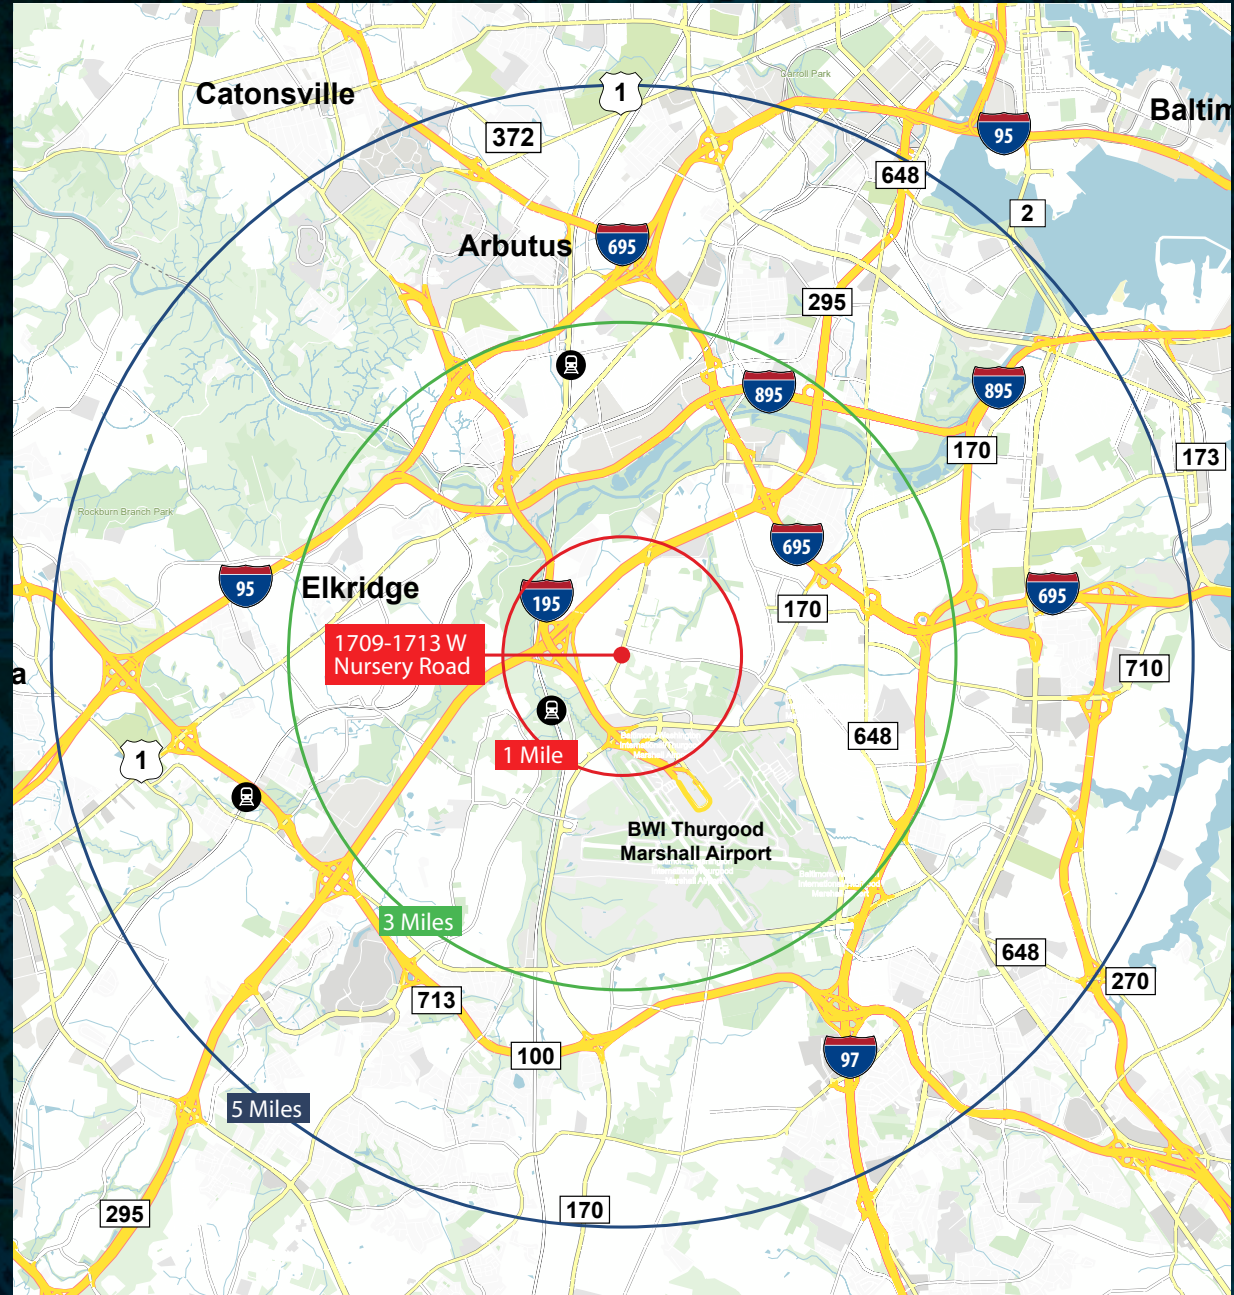 Carroll Park
Catonsville
1
Baltim
372
95
648
2
Arbutus
695
295
895
895
170
173
Rockburn Branch Park
695
95
Elkridge
195
695
170
1709-1713 W
Nursery Road
a
710
648
1
1 Mile
BWI Thurgood
Marshall Airport
3 Miles
648
270
713
100
97
5 Miles
295
170